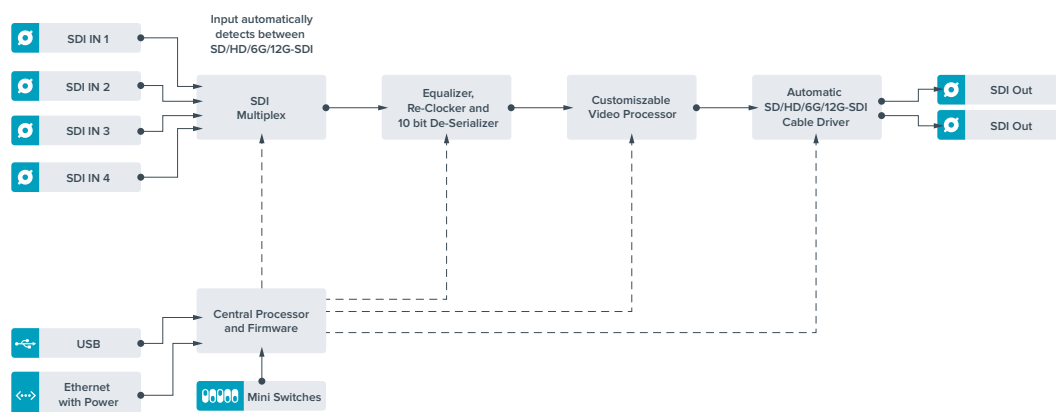 Input automatically
detects between
SD/HD/6G/12G-SDI
SDI IN 1
SDI IN 2
SDI IN 3
SDI IN 4
SDI
Multiplex
Equalizer,
Re-Clocker and
10 bit De-Serializer
Customiszable
Video Processor
Automatic
SD/HD/6G/12G-SDI
Cable Driver
SDI Out
SDI Out
Central Processor
and Firmware
USB
Ethernet
with Power
Mini Switches